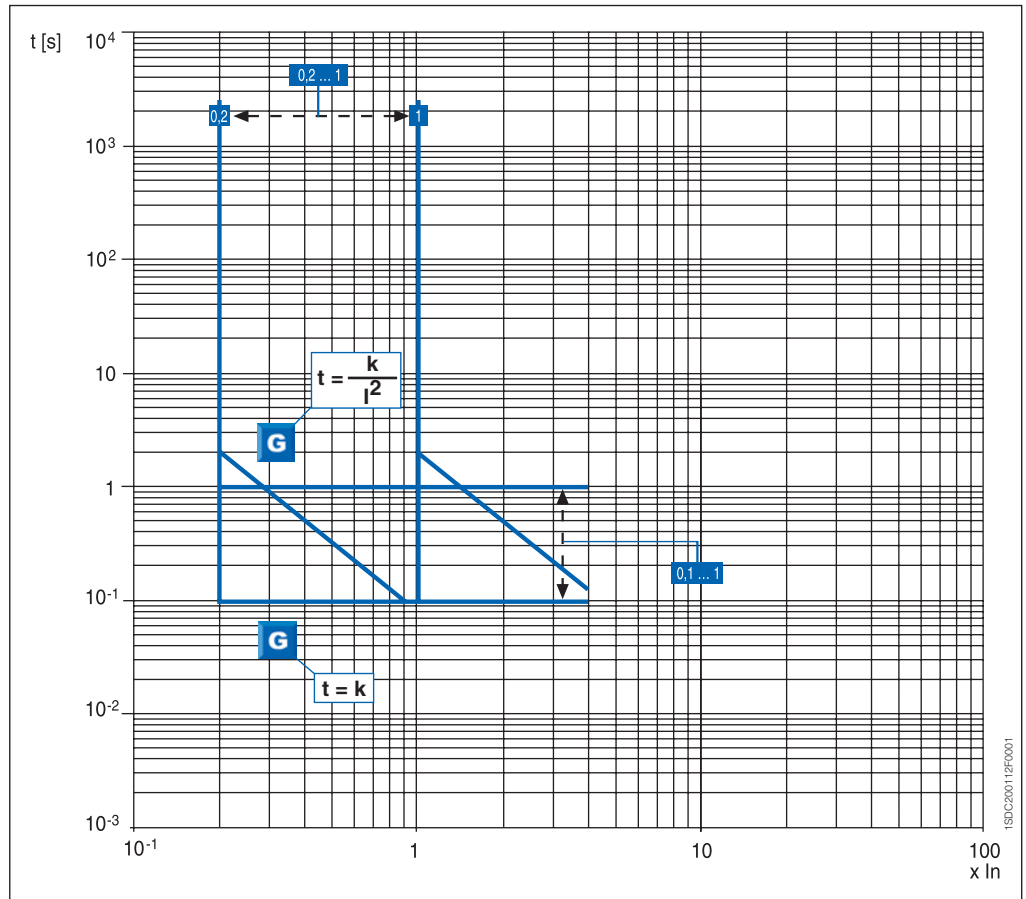 t [s]
10⁴
0,2 ... 1
0,2
1
10³
10²
t = k / I²
10
G
1
0,1 ... 1
10⁻¹
G
t = k
10⁻²
10⁻³
10⁻¹
1
10
100
x In
1SDC200112F0001